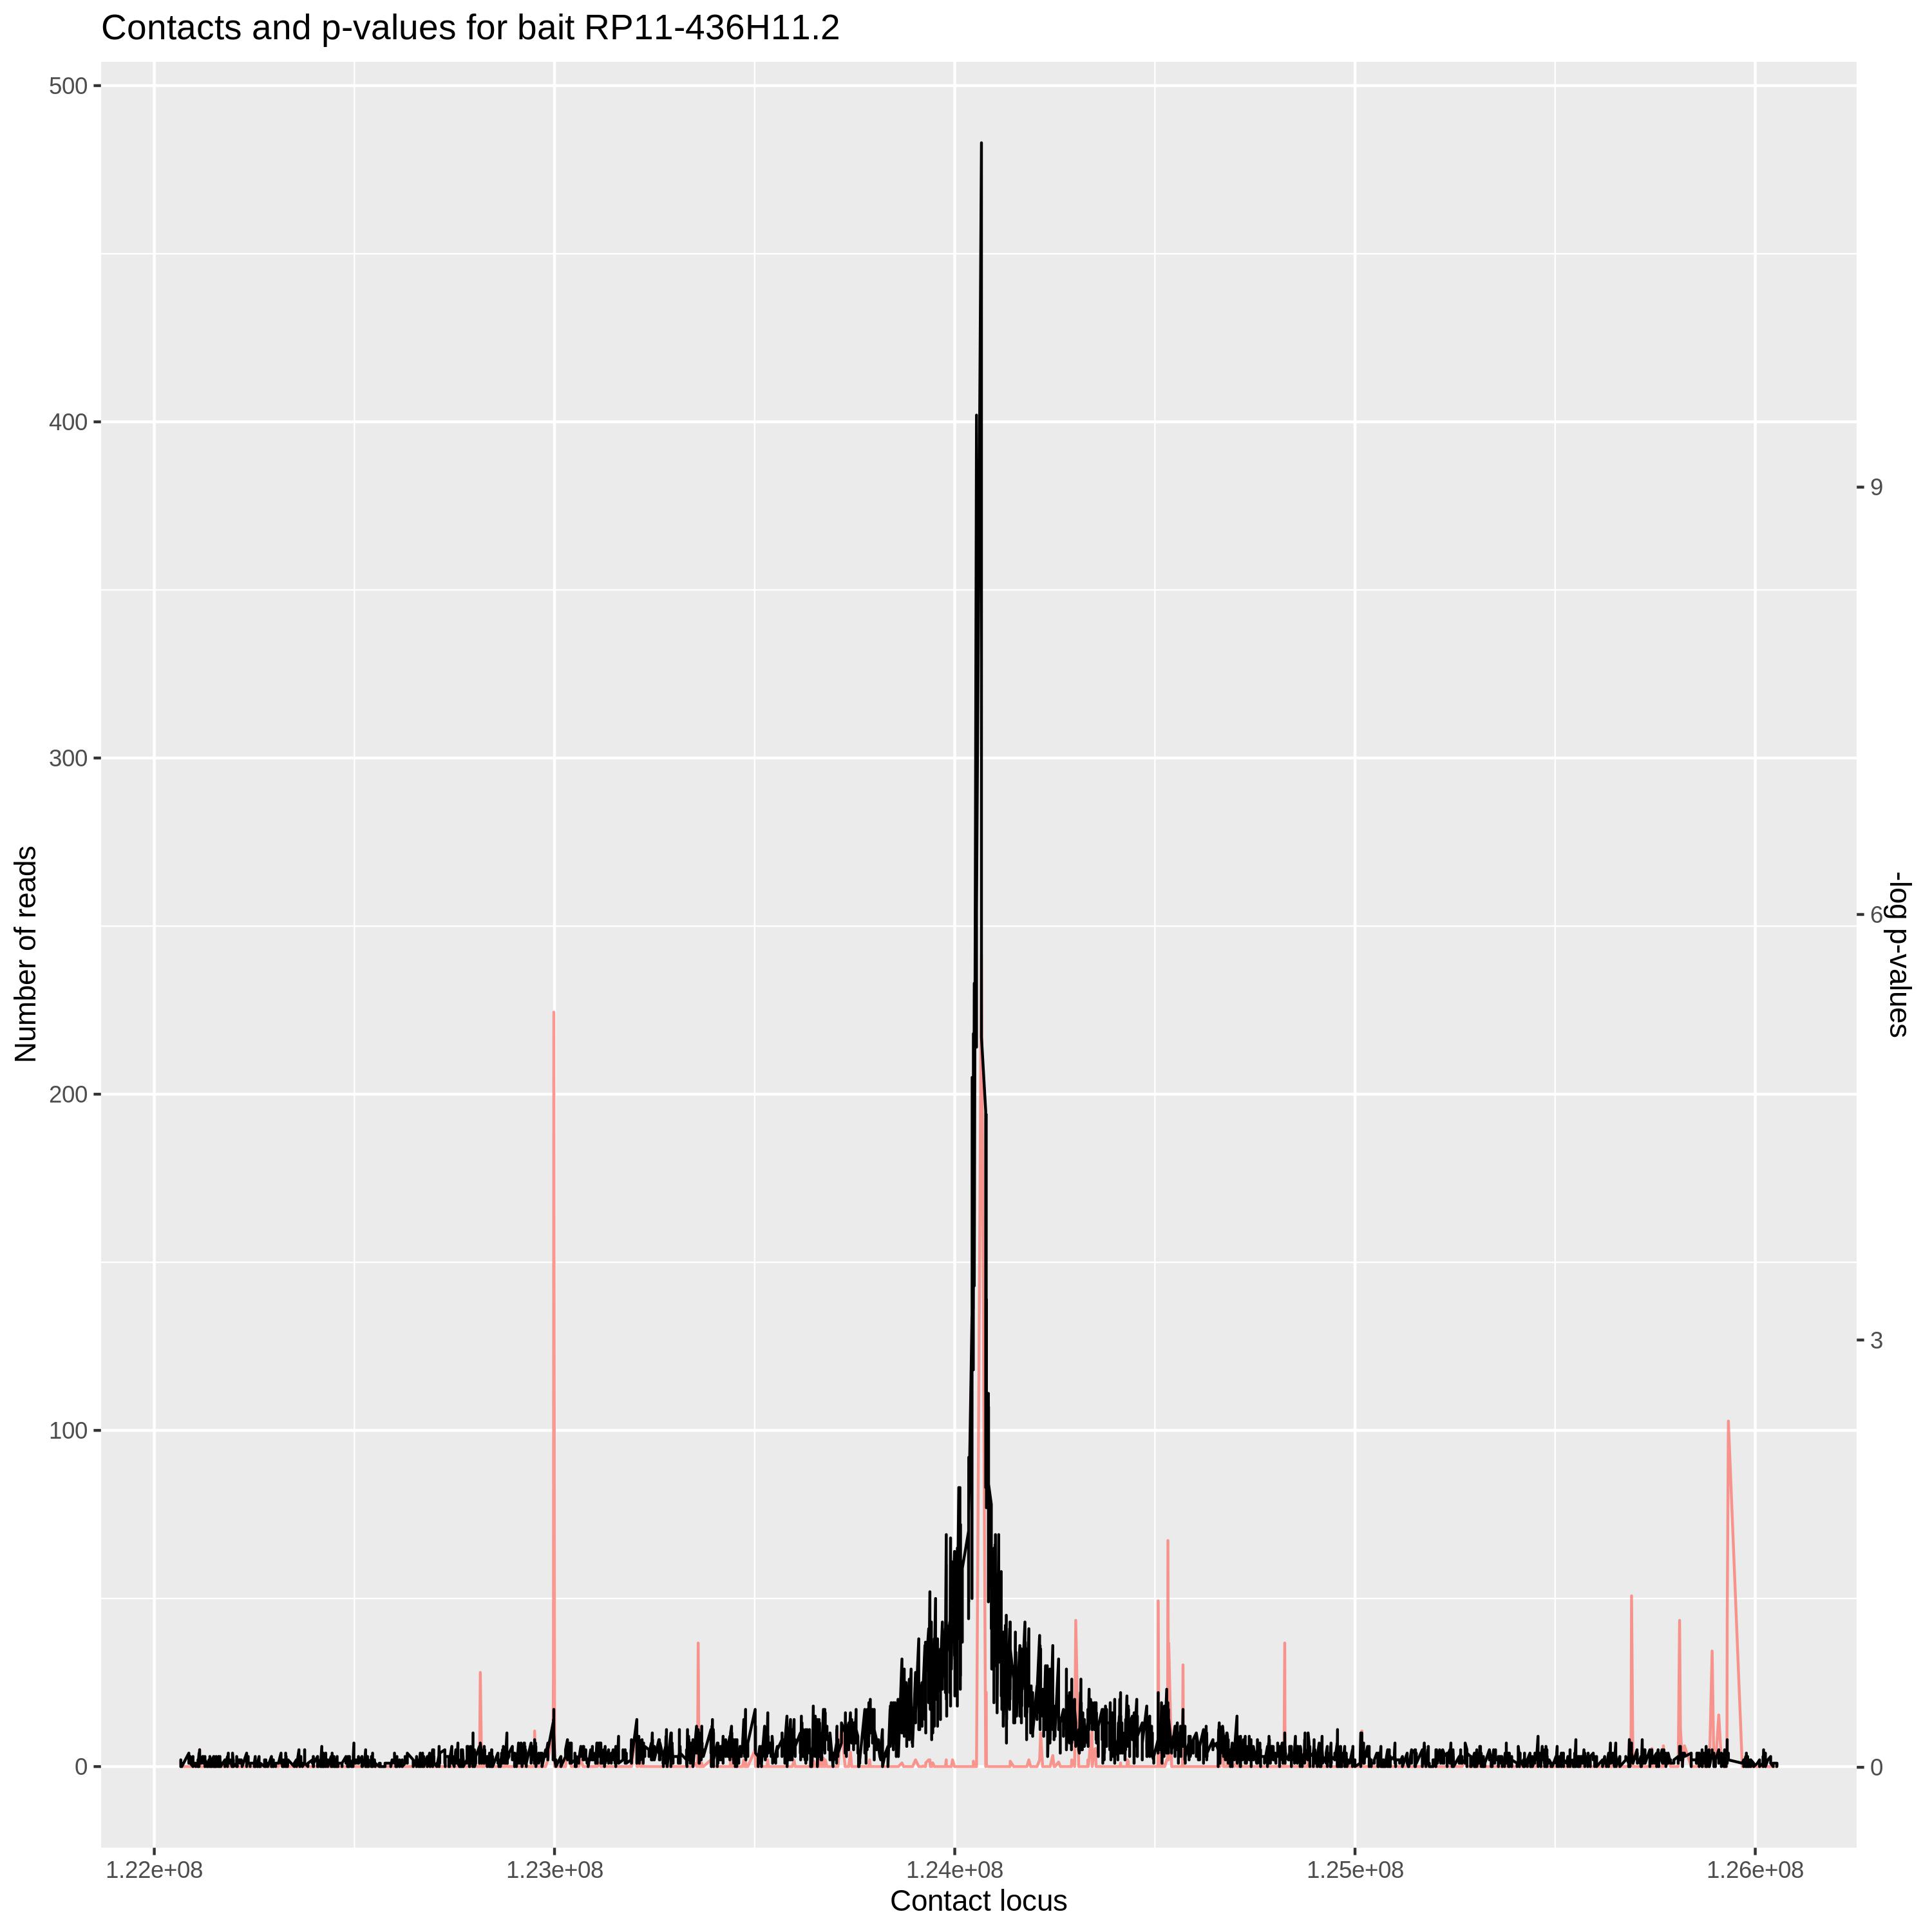 Contacts and p-values for bait RP11-436H11.2
500
400
300
200
100
0
Number of reads
9
6
3
0
-log p-values
1.22e+08
1.23e+08
1.24e+08
1.25e+08
1.26e+08
Contact locus